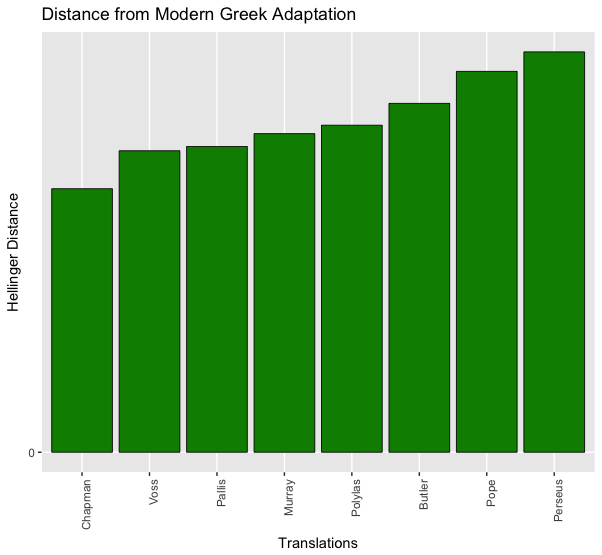 Distance from Modern Greek Adaptation
Hellinger Distance
0
Chapman
Voss
Pallis
Murray
Polylas
Butler
Pope
Perseus
Translations